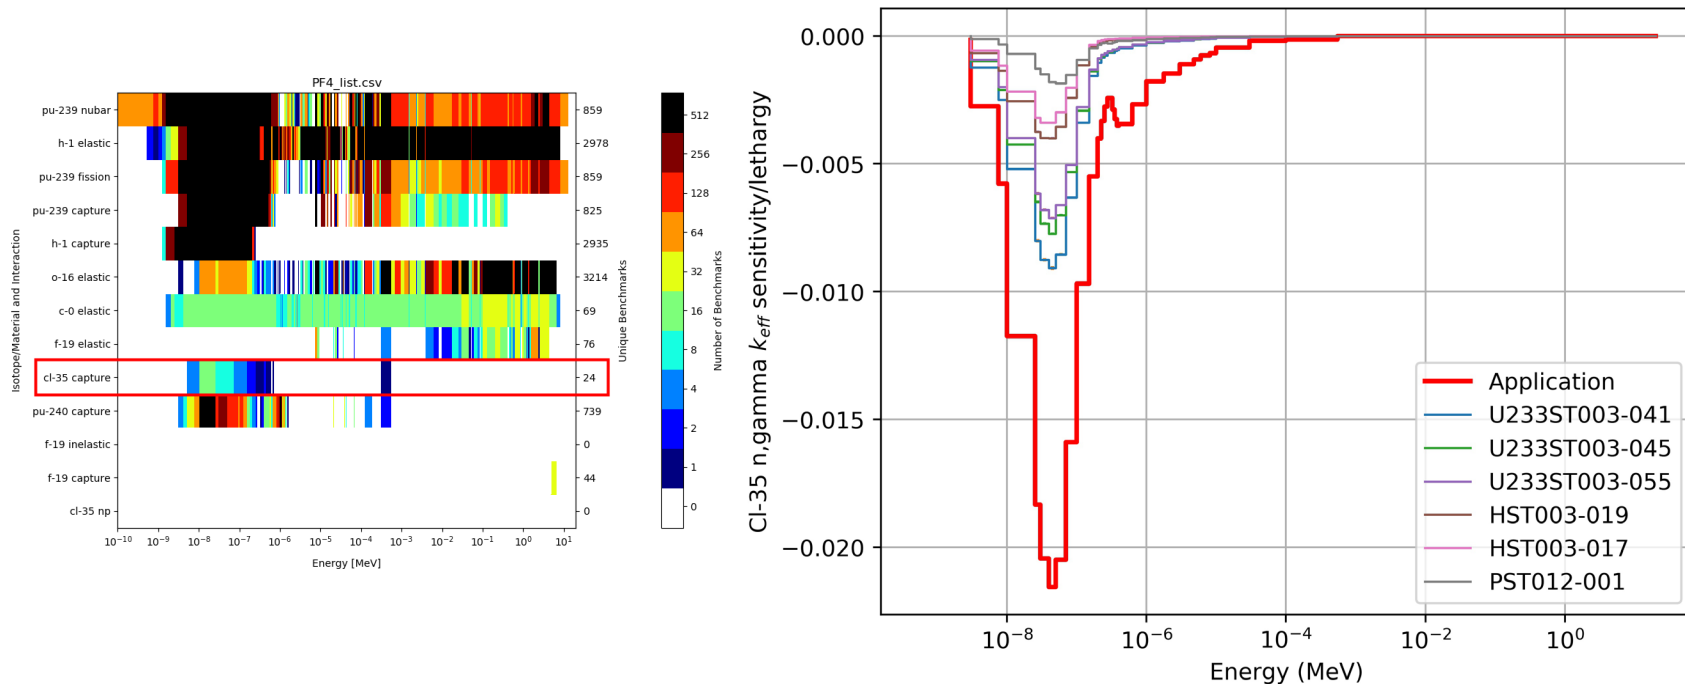 PF4_list.csv
Isotope/Material and Interaction
pu-239 nubar 859
h-1 elastic 2978
pu-239 fission 859
pu-239 capture 825
h-1 capture 2935
o-16 elastic 3214
c-0 elastic 69
f-19 elastic 76
cl-35 capture 24
pu-240 capture 739
f-19 inelastic 0
f-19 capture 44
cl-35 np 0
10⁻¹⁰ 10⁻⁹ 10⁻⁸ 10⁻⁷ 10⁻⁶ 10⁻⁵ 10⁻⁴ 10⁻³ 10⁻² 10⁻¹ 10⁰ 10¹
Energy [MeV]
Unique Benchmarks
512
256
128
64
32
16
8
4
2
1
0
Number of Benchmarks
Cl-35 n,gamma k_eff sensitivity/lethargy
0.000
−0.005
−0.010
−0.015
−0.020
Application
U233ST003-041
U233ST003-045
U233ST003-055
HST003-019
HST003-017
PST012-001
10⁻⁸ 10⁻⁶ 10⁻⁴ 10⁻² 10⁰
Energy (MeV)